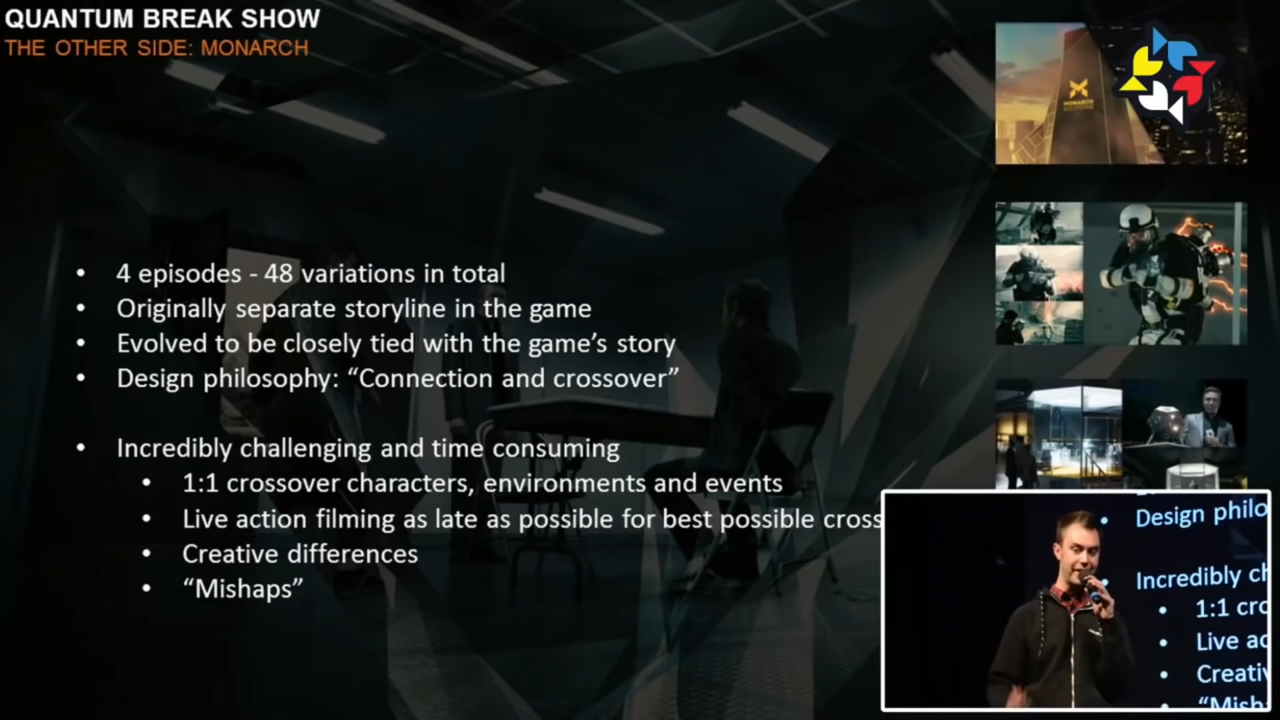 QUANTUM BREAK SHOW
THE OTHER SIDE: MONARCH
MONARCH
• 4 episodes - 48 variations in total
• Originally separate storyline in the game
• Evolved to be closely tied with the game’s story
• Design philosophy: “Connection and crossover”
• Incredibly challenging and time consuming
• 1:1 crossover characters, environments and events
• Live action filming as late as possible for best possible cross
• Creative differences
• “Mishaps”
• Design philo
• Incredibly ch
• 1:1 cro
• Live ac
• Creativ
• “Mish